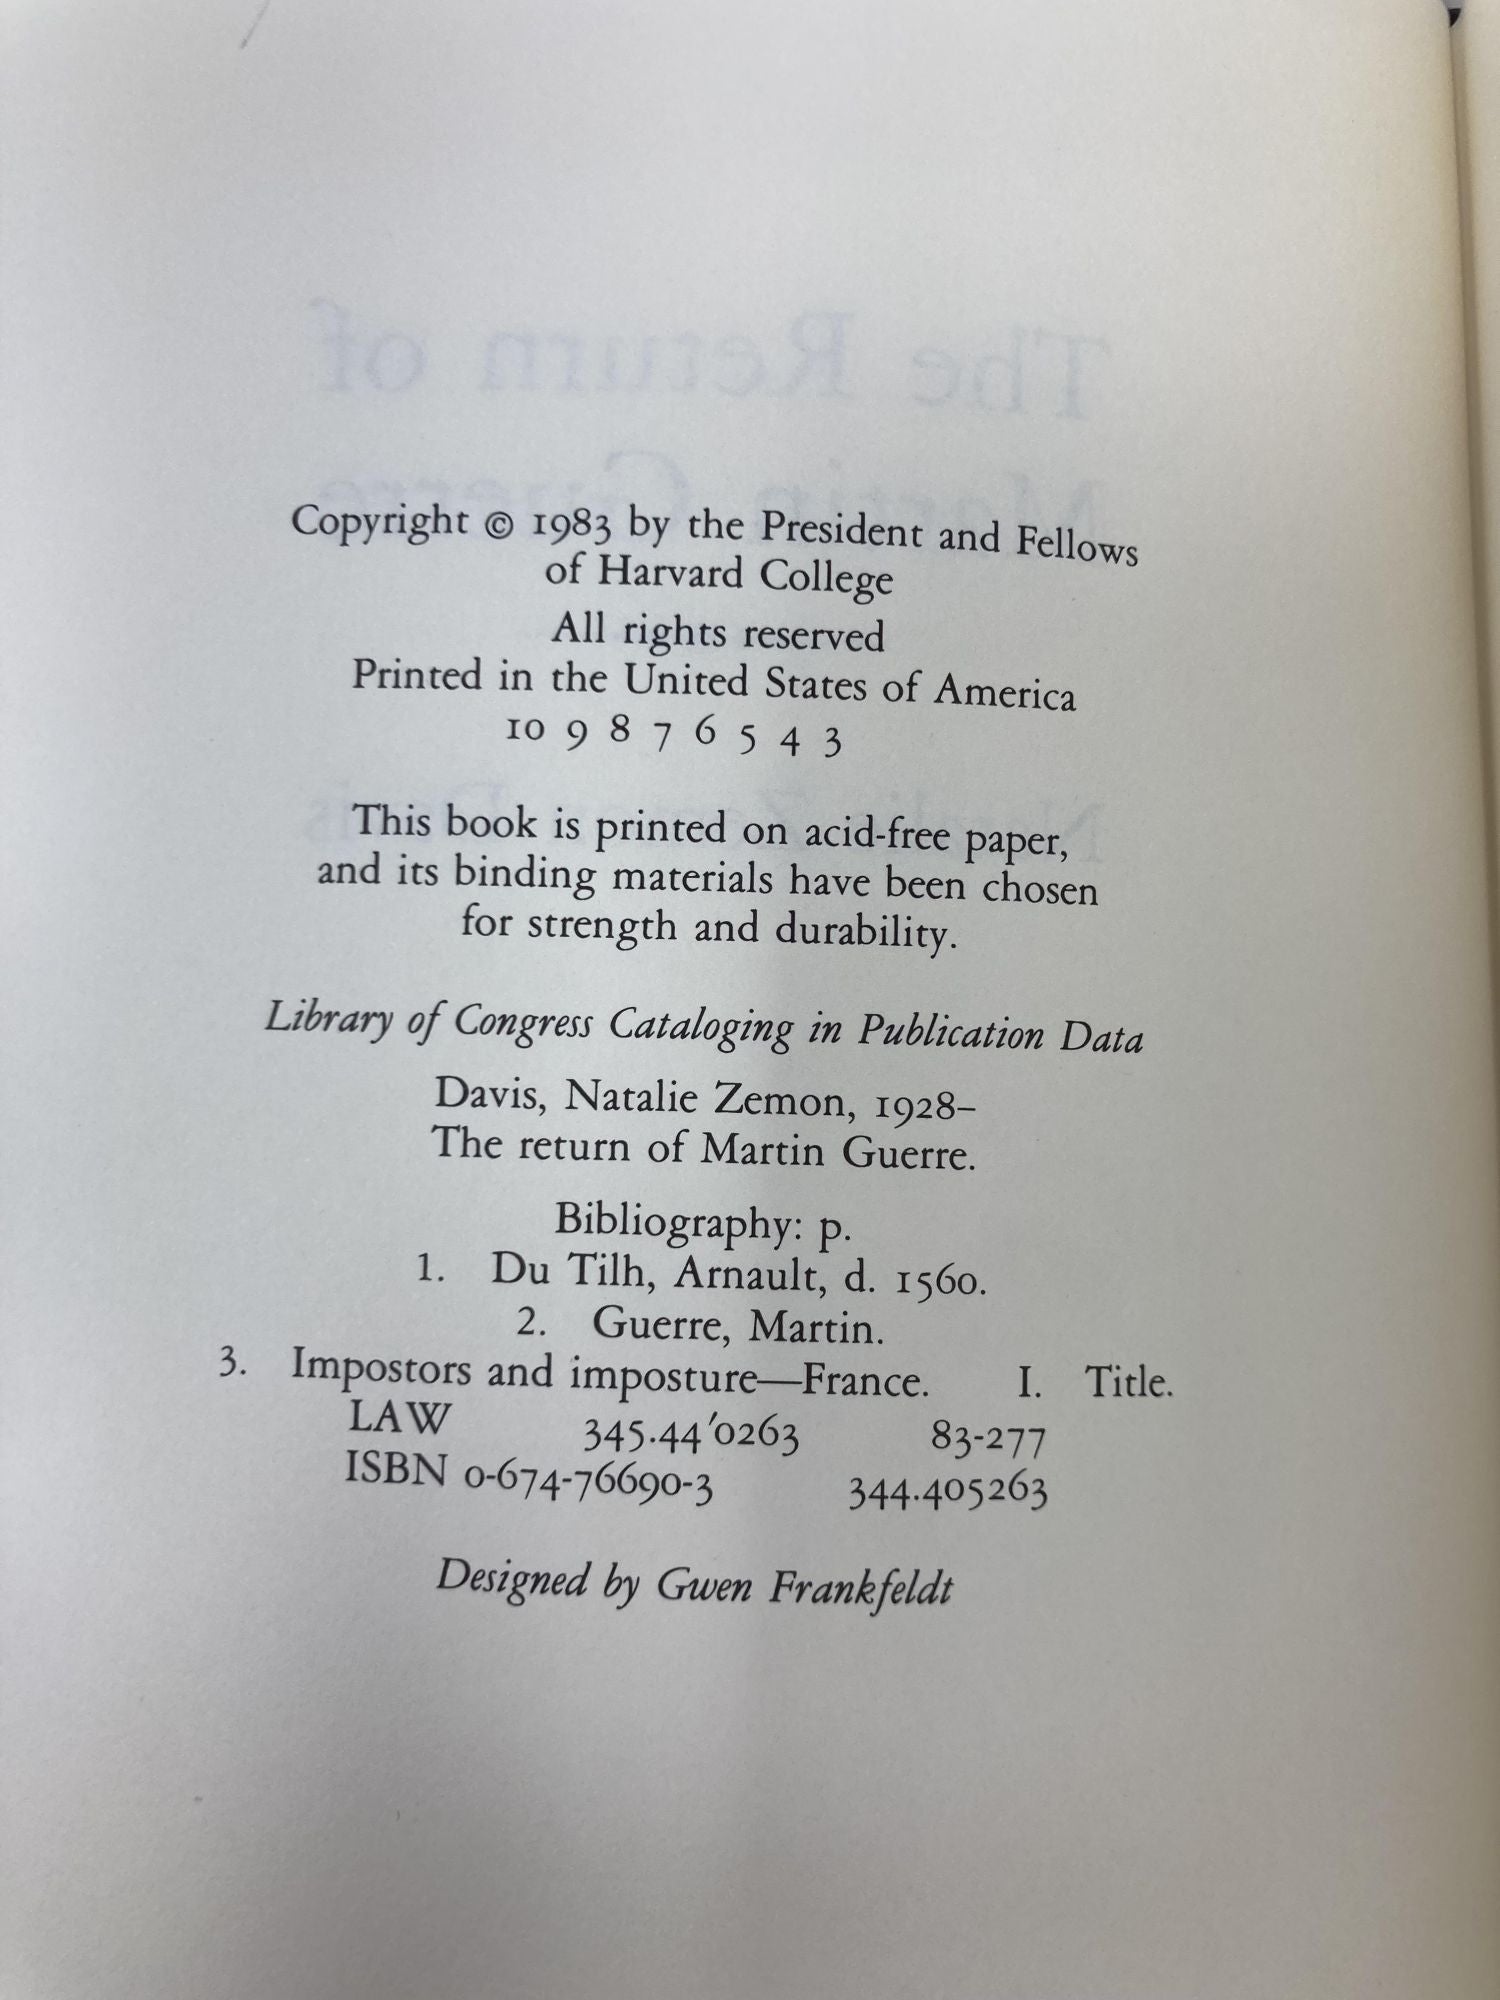 Copyright © 1983 by the President and Fellows
of Harvard College
All rights reserved
Printed in the United States of America
10 9 8 7 6 5 4 3
This book is printed on acid-free paper,
and its binding materials have been chosen
for strength and durability.
Library of Congress Cataloging in Publication Data
Davis, Natalie Zemon, 1928–
The return of Martin Guerre.
Bibliography: p.
1. Du Tilh, Arnault, d. 1560.
2. Guerre, Martin.
3. Impostors and imposture—France. I. Title.
LAW 345.44′0263 83-277
ISBN 0-674-76690-3 344.405263
Designed by Gwen Frankfeldt